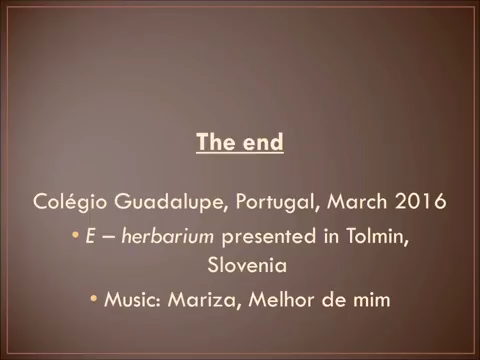 The end
Colégio Guadalupe, Portugal, March 2016
• E – herbarium presented in Tolmin,
Slovenia
• Music: Mariza, Melhor de mim